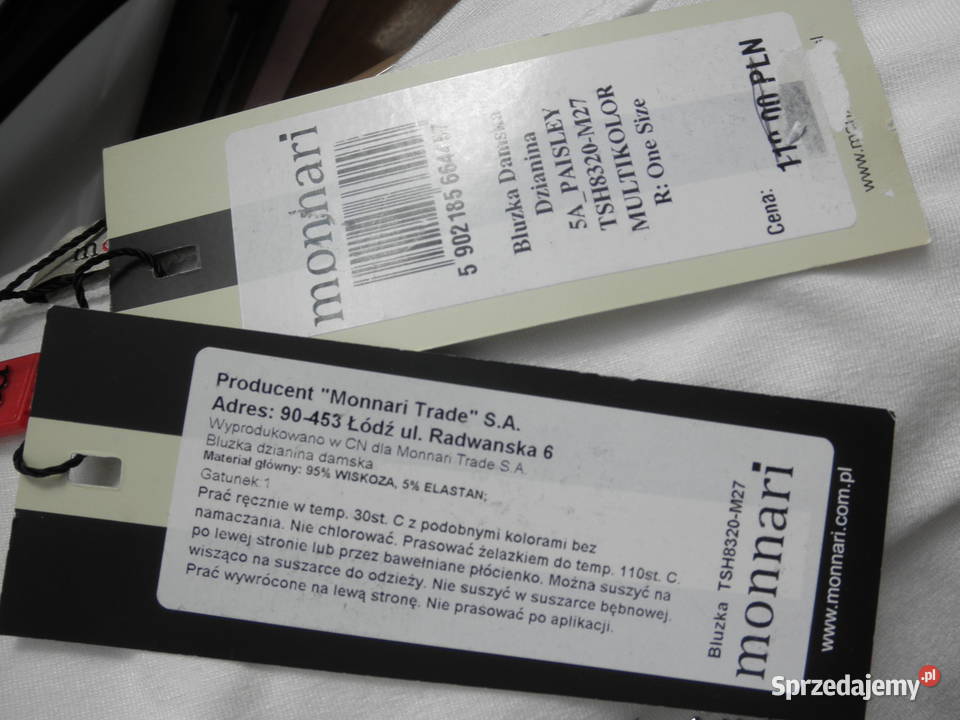 monnari
5 902185 664457
Bluzka Damska
Dzianina
5A_PAISLEY
TSH8320-M27
MULTIKOLOR
R: One Size
Cena:
PLN
Producent "Monnari Trade" S.A.
Adres: 90-453 Łódź ul. Radwanska 6
Wyprodukowano w CN dla Monnari Trade S.A.
Bluzka dzianina damska
Materiał główny: 95% WISKOZA, 5% ELASTAN;
Gatunek:1
Prać ręcznie w temp. 30st. C z podobnymi kolorami bez
namaczania. Nie chlorować. Prasować żelazkiem do temp. 110st. C.
po lewej stronie lub przez bawełniane płócienko. Można suszyć na
wisząco na suszarce do odzieży. Nie suszyć w suszarce bębnowej.
Prać wywrócone na lewą stronę. Nie prasować po aplikacji.
Bluzka TSH8320-M27
monnari
www.monnari.com.pl
Sprzedajemy.pl